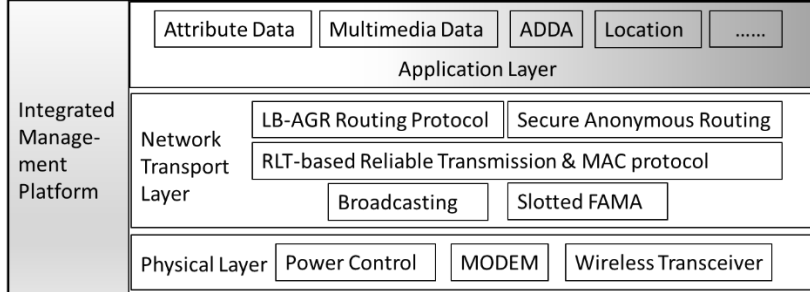 Integrated
Manage-
ment
Platform
Attribute Data
Multimedia Data
ADDA
Location
......
Application Layer
Network
Transport
Layer
LB-AGR Routing Protocol
Secure Anonymous Routing
RLT-based Reliable Transmission & MAC protocol
Broadcasting
Slotted FAMA
Physical Layer
Power Control
MODEM
Wireless Transceiver